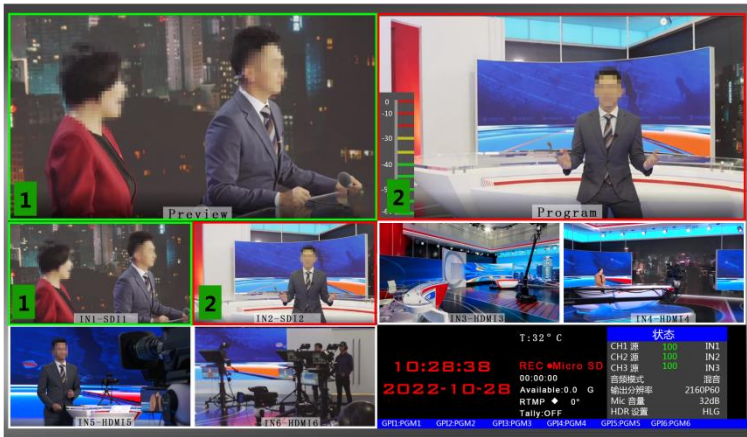 0
-10
-30
-40
-5
1
Preview
2
Program
1
IN1-SDI1
2
IN2-SDI2
IN3-HDMI3
IN4-HDMI4
IN5-HDMI5
IN6-HDMI6
T:32°C
10:28:38
REC ●Micro SD
00:00:00
2022-10-28
Available:0.0 G
RTMP ◆ 0°
Tally:OFF
状态
CH1 源 100 IN1
CH2 源 100 IN2
CH3 源 100 IN3
音频模式 混音
输出分辨率 2160P60
Mic 音量 32dB
HDR 设置 HLG
GPI1:PGM1 GPI2:PGM2 GPI3:PGM3 GPI4:PGM4 GPI5:PGM5 GPI6:PGM6